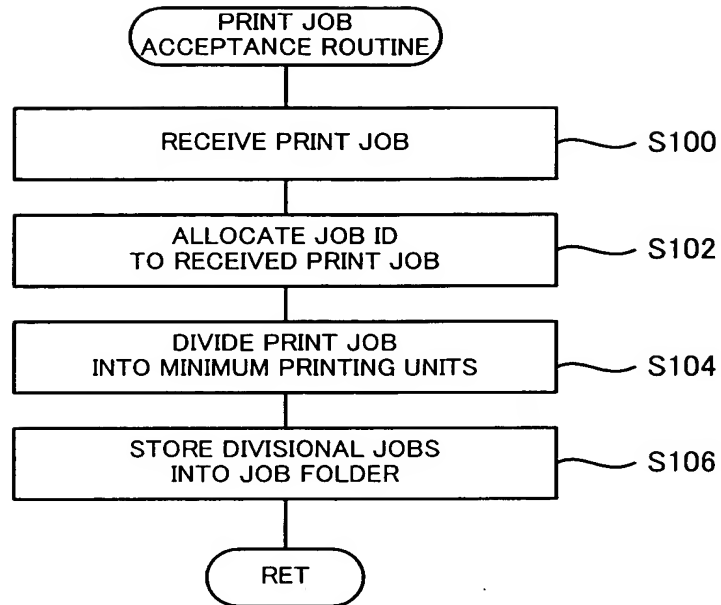 PRINT JOB
ACCEPTANCE ROUTINE
RECEIVE PRINT JOB
S100
ALLOCATE JOB ID
TO RECEIVED PRINT JOB
S102
DIVIDE PRINT JOB
INTO MINIMUM PRINTING UNITS
S104
STORE DIVISIONAL JOBS
INTO JOB FOLDER
S106
RET